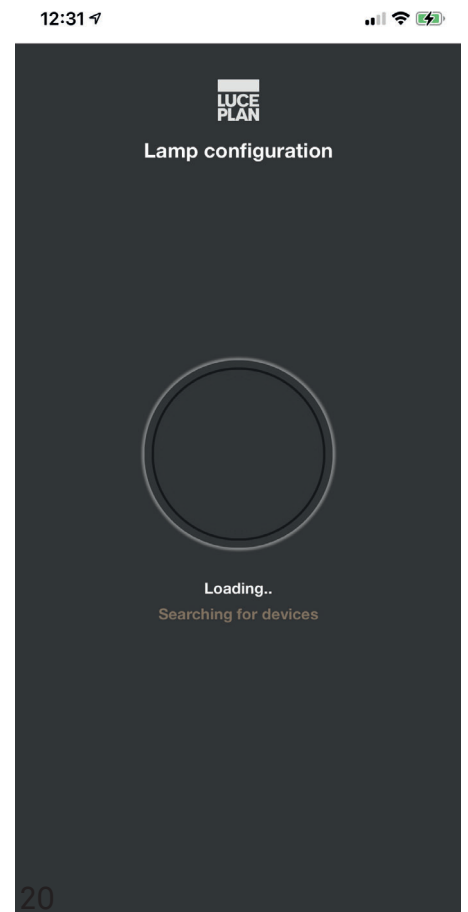 12:31
LUCE
PLAN
Lamp configuration
Loading..
Searching for devices
20